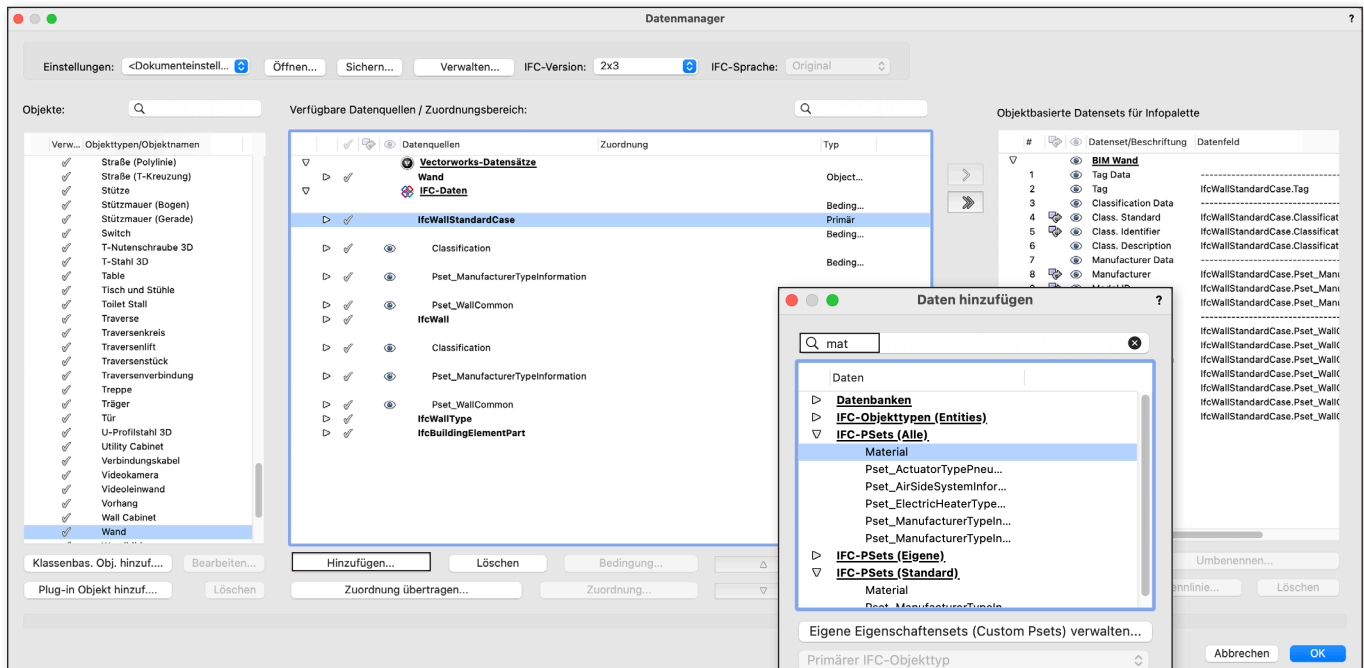 Datenmanager
?
Einstellungen: <Dokumenteinstell... Öffnen... Sichern... Verwalten... IFC-Version: 2x3 IFC-Sprache: Original
Objekte:
Verw... Objekttypen/Objektnamen
Straße (Polylinie)
Straße (T-Kreuzung)
Stütze
Stützmauer (Bogen)
Stützmauer (Gerade)
Switch
T-Nutenschraube 3D
T-Stahl 3D
Table
Tisch und Stühle
Toilet Stall
Traverse
Traversenkreis
Traversenlift
Traversenstück
Traversenverbindung
Treppe
Träger
Tür
U-Profilstahl 3D
Utility Cabinet
Verbindungskabel
Videokamera
Videoleinwand
Vorhang
Wall Cabinet
Wand
Klassenbas. Obj. hinzuf.... Bearbeiten...
Plug-in Objekt hinzuf.... Löschen
Verfügbare Datenquellen / Zuordnungsbereich:
Datenquellen Zuordnung Typ
Vectorworks-Datensätze
Wand Object...
IFC-Daten
Beding...
IfcWallStandardCase Primär
Beding...
Classification
Beding...
Pset_ManufacturerTypeInformation
Pset_WallCommon
IfcWall
Classification
Pset_ManufacturerTypeInformation
Pset_WallCommon
IfcWallType
IfcBuildingElementPart
Hinzufügen... Löschen Bedingung...
Zuordnung übertragen... Zuordnung...
Objektbasierte Datensets für Infopalette
# Datenset/Beschriftung Datenfeld
BIM Wand
1 Tag Data --------------------
2 Tag IfcWallStandardCase.Tag
3 Classification Data --------------------
4 Class. Standard IfcWallStandardCase.Classificat
5 Class. Identifier IfcWallStandardCase.Classificat
6 Class. Description IfcWallStandardCase.Classificat
7 Manufacturer Data --------------------
8 Manufacturer IfcWallStandardCase.Pset_Manu
IfcWallStandardCase.Pset_Manu
IfcWallStandardCase.Pset_Manu
--------------------
IfcWallStandardCase.Pset_WallC
IfcWallStandardCase.Pset_WallC
IfcWallStandardCase.Pset_WallC
IfcWallStandardCase.Pset_WallC
IfcWallStandardCase.Pset_WallC
IfcWallStandardCase.Pset_WallC
IfcWallStandardCase.Pset_WallC
Umbenennen...
ennlinie... Löschen
Abbrechen OK
Daten hinzufügen
?
mat
Daten
Datenbanken
IFC-Objekttypen (Entities)
IFC-PSets (Alle)
Material
Pset_ActuatorTypePneu...
Pset_AirSideSystemInfor...
Pset_ElectricHeaterType...
Pset_ManufacturerTypeIn...
Pset_ManufacturerTypeIn...
IFC-PSets (Eigene)
IFC-PSets (Standard)
Material
Pset_ManufacturerTypeIn
Eigene Eigenschaftensets (Custom Psets) verwalten...
Primärer IFC-Objekttyp